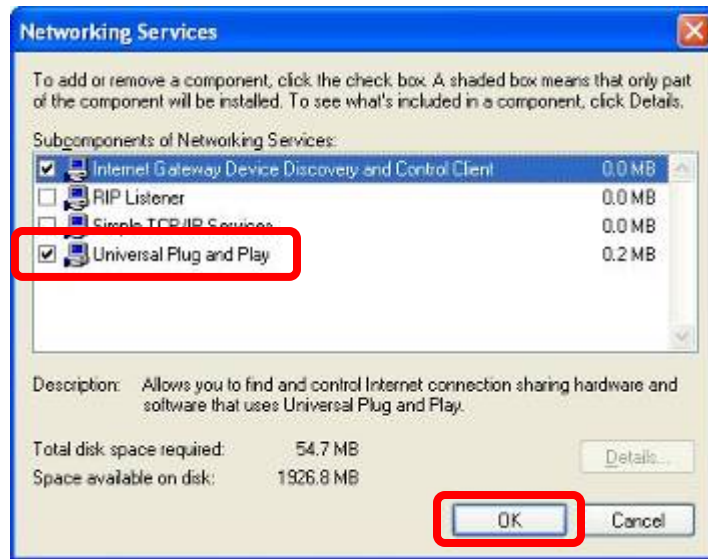 Networking Services
To add or remove a component, click the check box. A shaded box means that only part
of the component will be installed. To see what's included in a component, click Details.
Subcomponents of Networking Services:
Internet Gateway Device Discovery and Control Client 0.0 MB
RIP Listener 0.0 MB
Simple TCP/IP Services 0.0 MB
Universal Plug and Play 0.2 MB
Description: Allows you to find and control Internet connection sharing hardware and
software that uses Universal Plug and Play.
Total disk space required: 54.7 MB
Space available on disk: 1926.8 MB
Details...
OK Cancel